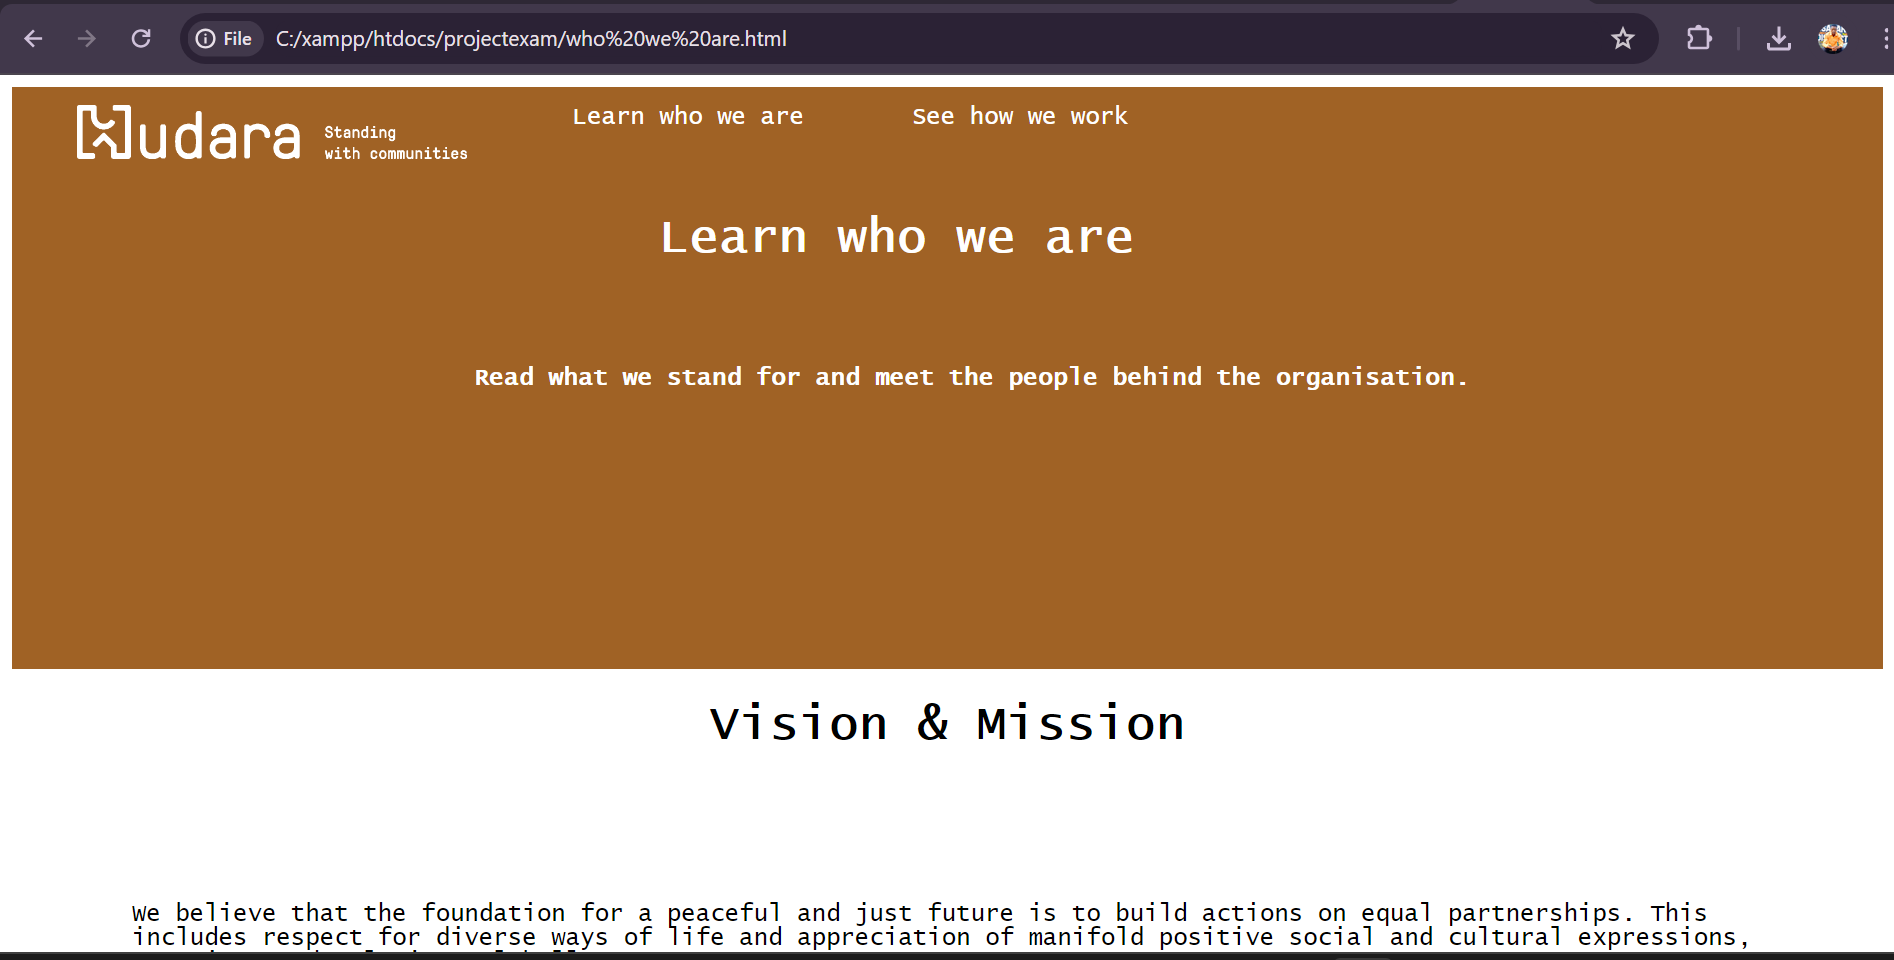 File
C:/xampp/htdocs/projectexam/who%20we%20are.html
Hudara
Standing
with communities
Learn who we are
See how we work
Learn who we are
Read what we stand for and meet the people behind the organisation.
Vision & Mission
We believe that the foundation for a peaceful and just future is to build actions on equal partnerships. This
includes respect for diverse ways of life and appreciation of manifold positive social and cultural expressions,